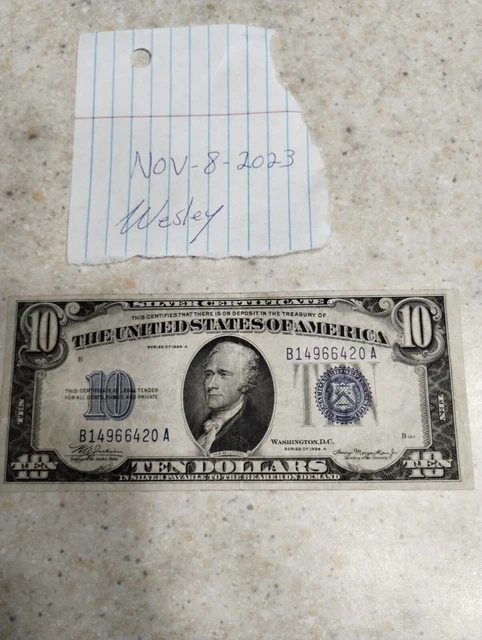 NOV-8-2023
Wesley
SILVER CERTIFICATE
10
10
THIS CERTIFIES THAT THERE IS ON DEPOSIT IN THE TREASURY OF
THE UNITED STATES OF AMERICA
SERIES OF 1934 A
B
B14966420 A
THIS CERTIFICATE IS LEGAL TENDER
FOR ALL DEBTS, PUBLIC AND PRIVATE
10
TEN
TEN
B14966420 A
WASHINGTON, D.C.
B
SERIES OF 1934 A
10
TEN
TEN DOLLARS
10
TEN
IN SILVER PAYABLE TO THE BEARER ON DEMAND